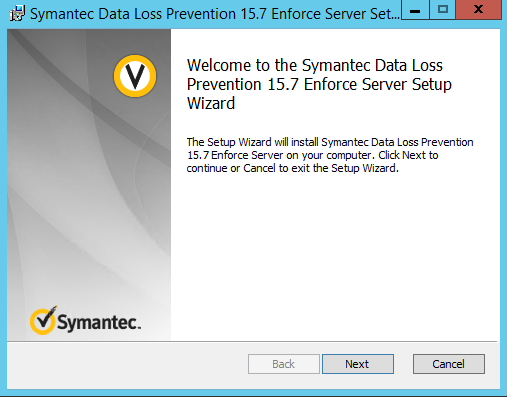 Symantec Data Loss Prevention 15.7 Enforce Server Set...
Welcome to the Symantec Data Loss
Prevention 15.7 Enforce Server Setup
Wizard
The Setup Wizard will install Symantec Data Loss Prevention
15.7 Enforce Server on your computer. Click Next to
continue or Cancel to exit the Setup Wizard.
Symantec.
Back Next Cancel